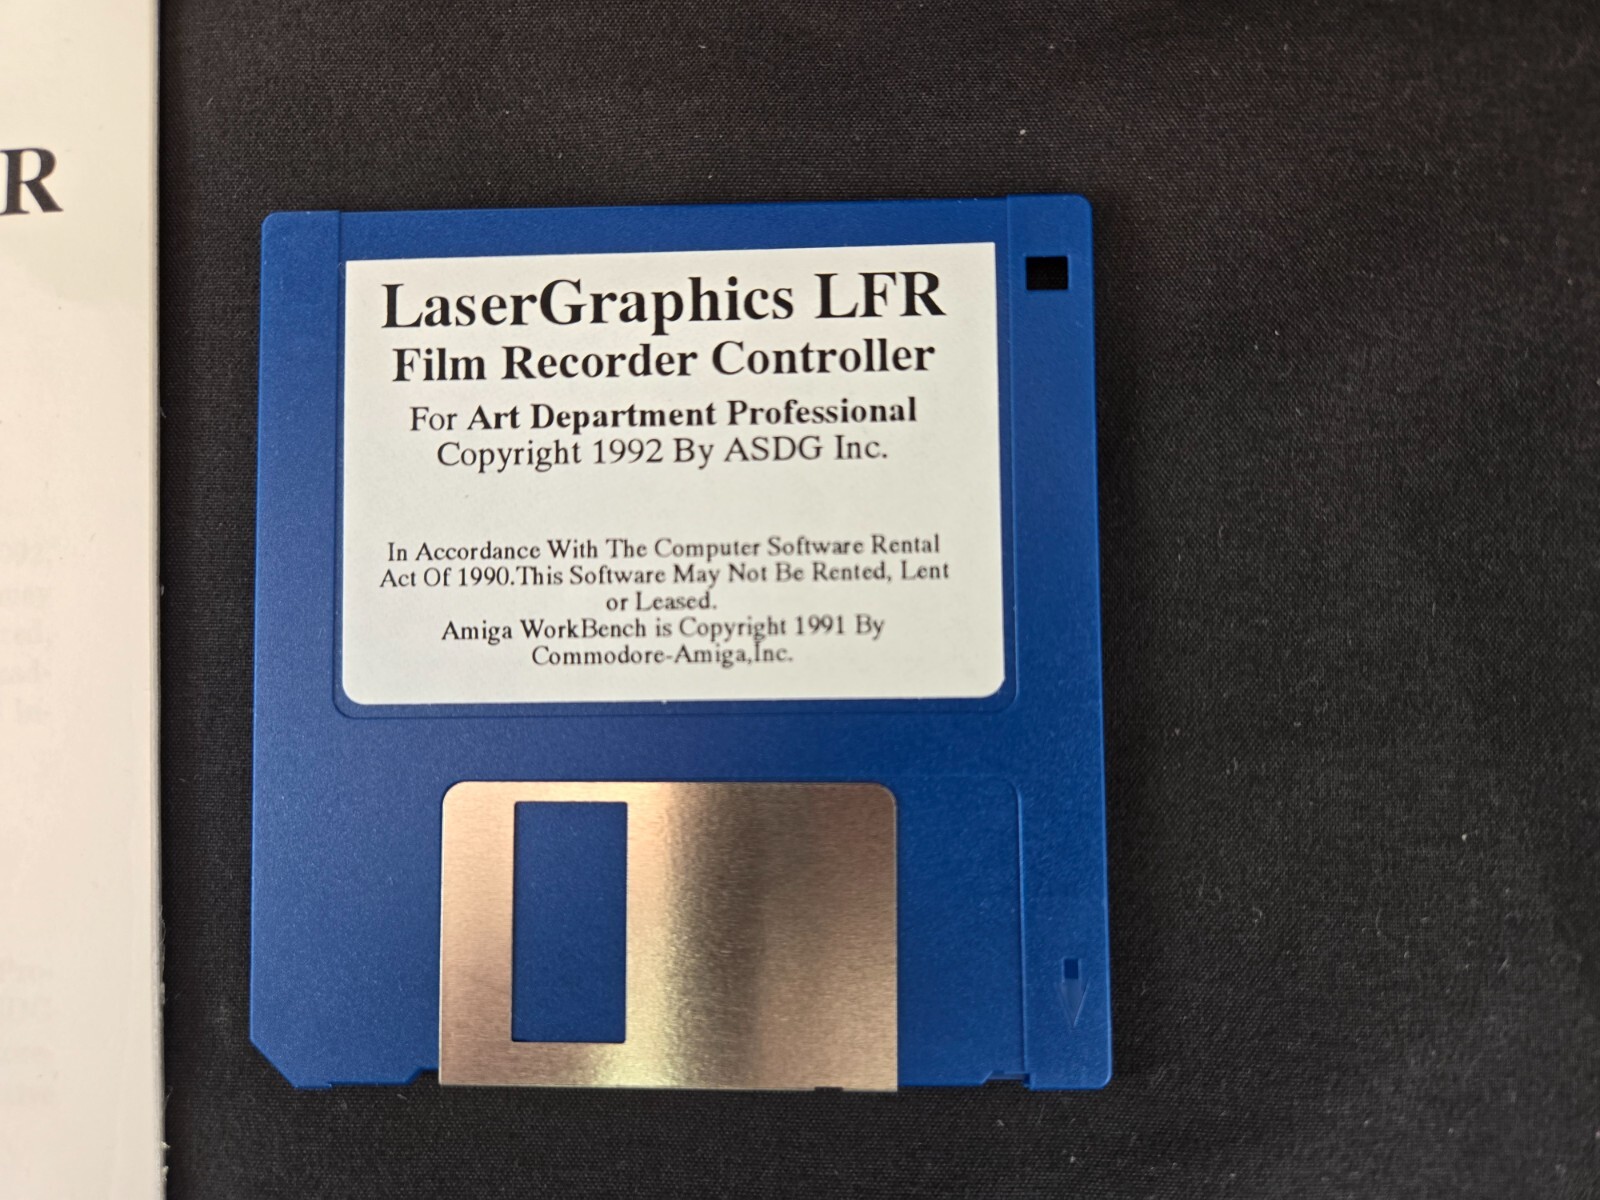 R
LaserGraphics LFR
Film Recorder Controller
For Art Department Professional
Copyright 1992 By ASDG Inc.
In Accordance With The Computer Software Rental
Act Of 1990.This Software May Not Be Rented, Lent
or Leased.
Amiga WorkBench is Copyright 1991 By
Commodore-Amiga,Inc.